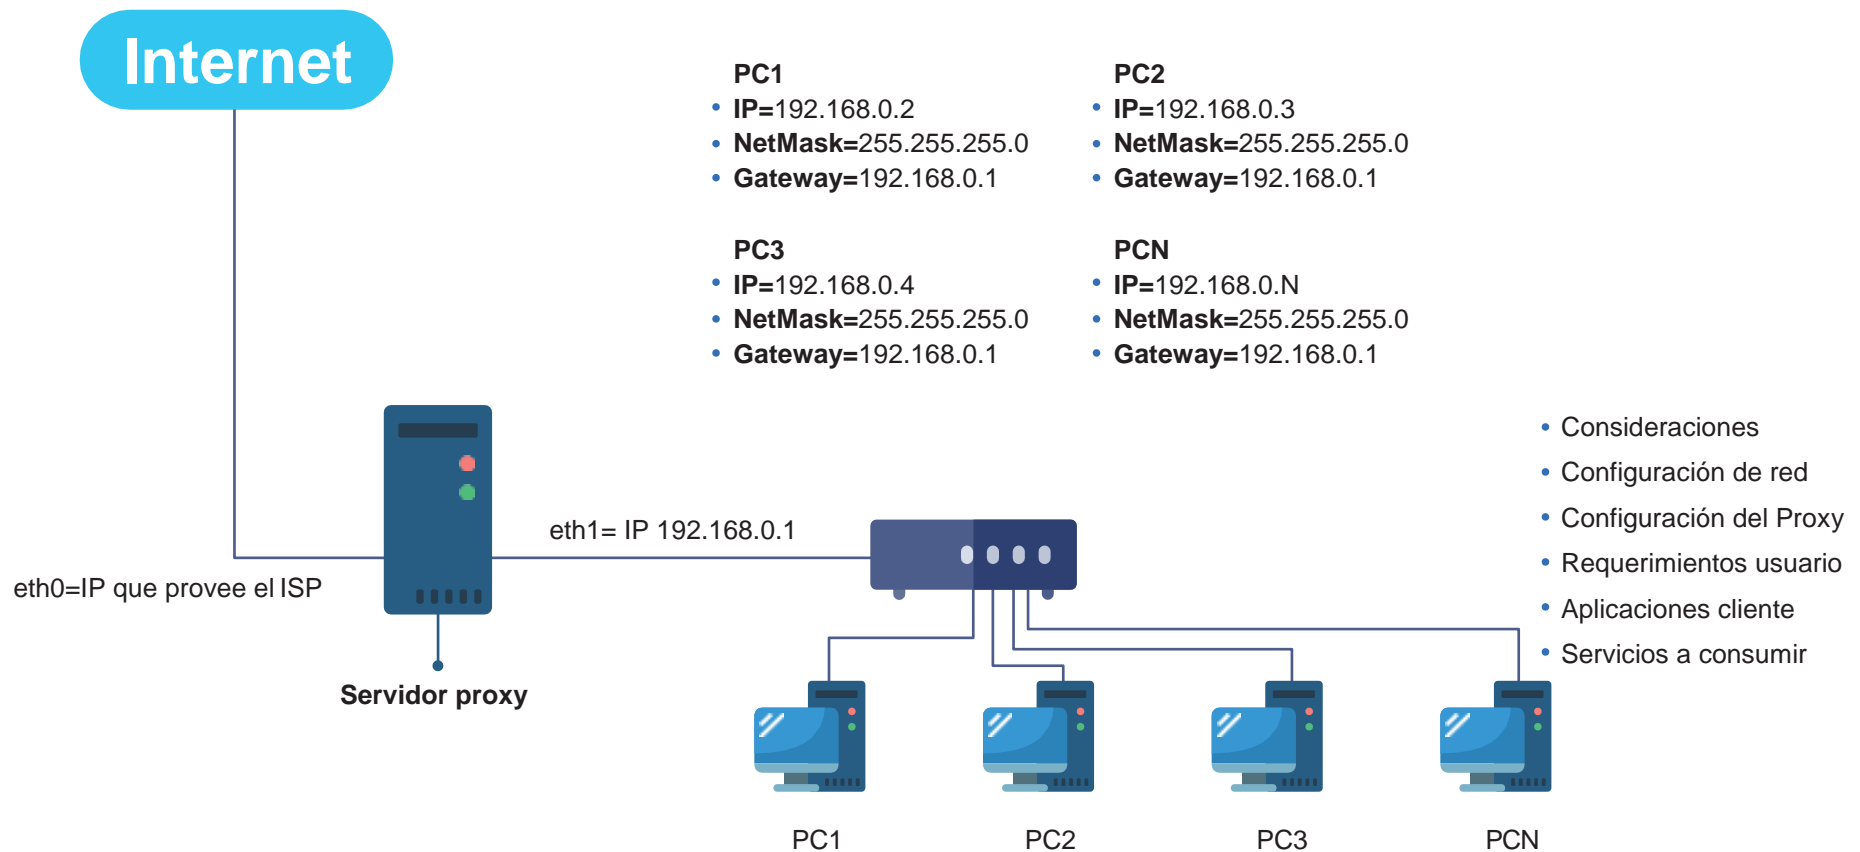 Internet
PC1
• IP=192.168.0.2
• NetMask=255.255.255.0
• Gateway=192.168.0.1
PC2
• IP=192.168.0.3
• NetMask=255.255.255.0
• Gateway=192.168.0.1
PC3
• IP=192.168.0.4
• NetMask=255.255.255.0
• Gateway=192.168.0.1
PCN
• IP=192.168.0.N
• NetMask=255.255.255.0
• Gateway=192.168.0.1
• Consideraciones
• Configuración de red
• Configuración del Proxy
• Requerimientos usuario
• Aplicaciones cliente
• Servicios a consumir
eth1= IP 192.168.0.1
eth0=IP que provee el ISP
Servidor proxy
PC1
PC2
PC3
PCN